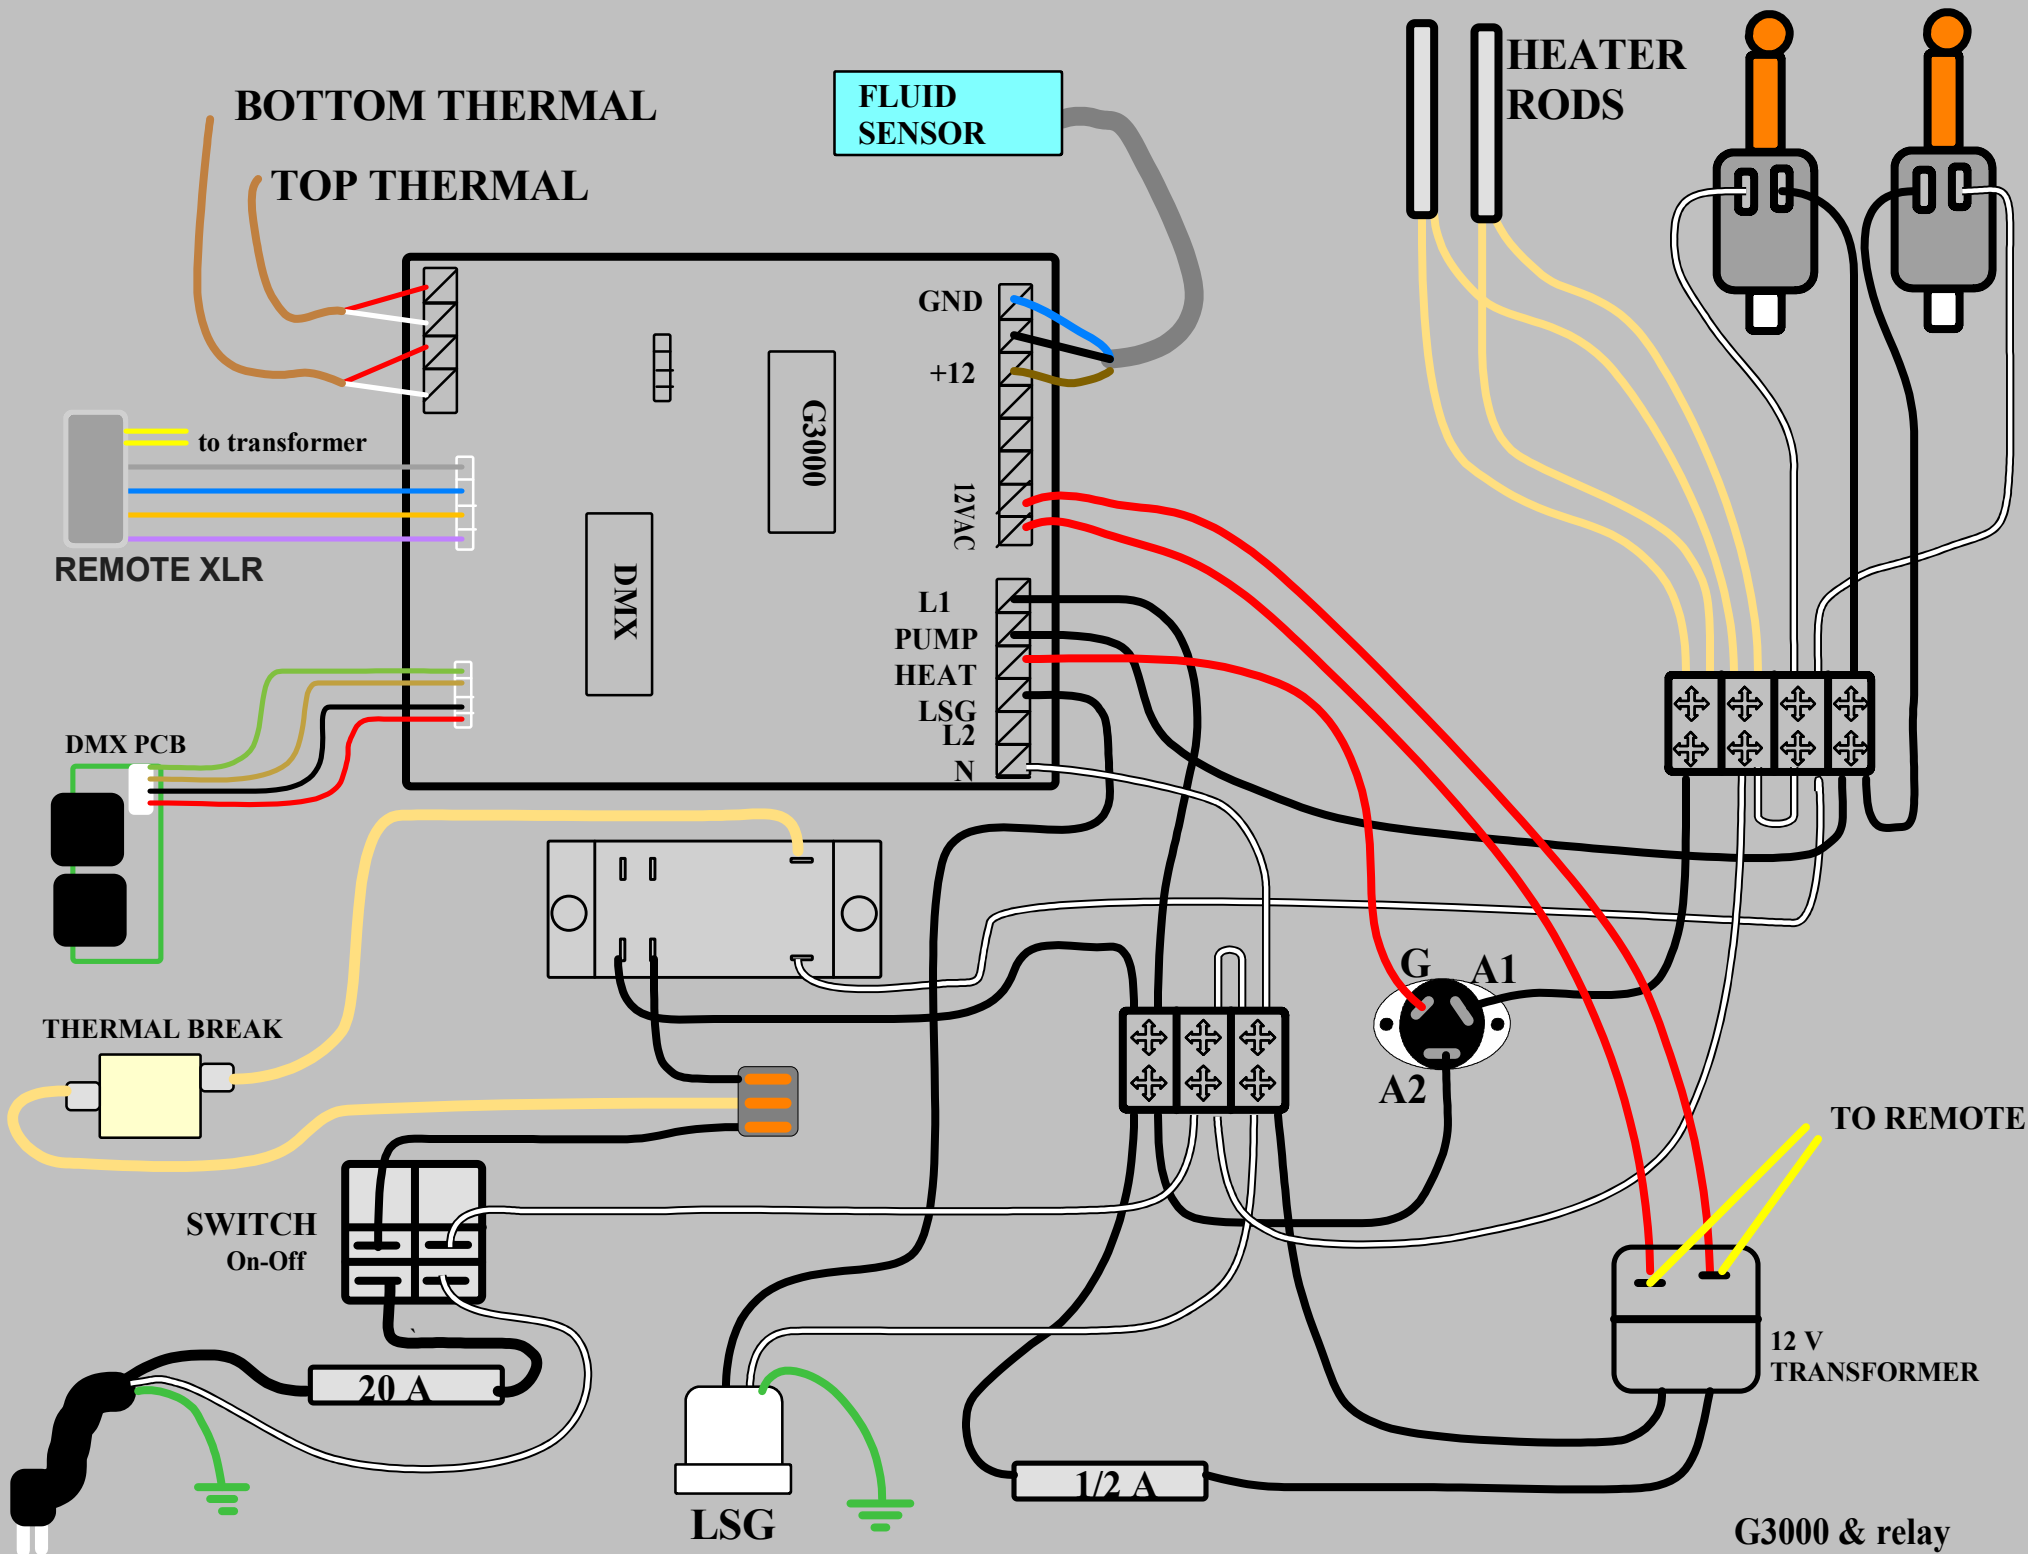 HEATER
RODS
FLUID
SENSOR
BOTTOM THERMAL
TOP THERMAL
GND
+12
G3000
to transformer
12VAC
REMOTE XLR
DMX
L1
PUMP
HEAT
LSG
L2
N
DMX PCB
G
A1
A2
THERMAL BREAK
TO REMOTE
SWITCH
On-Off
12 V
TRANSFORMER
20 A
1/2 A
LSG
G3000 & relay